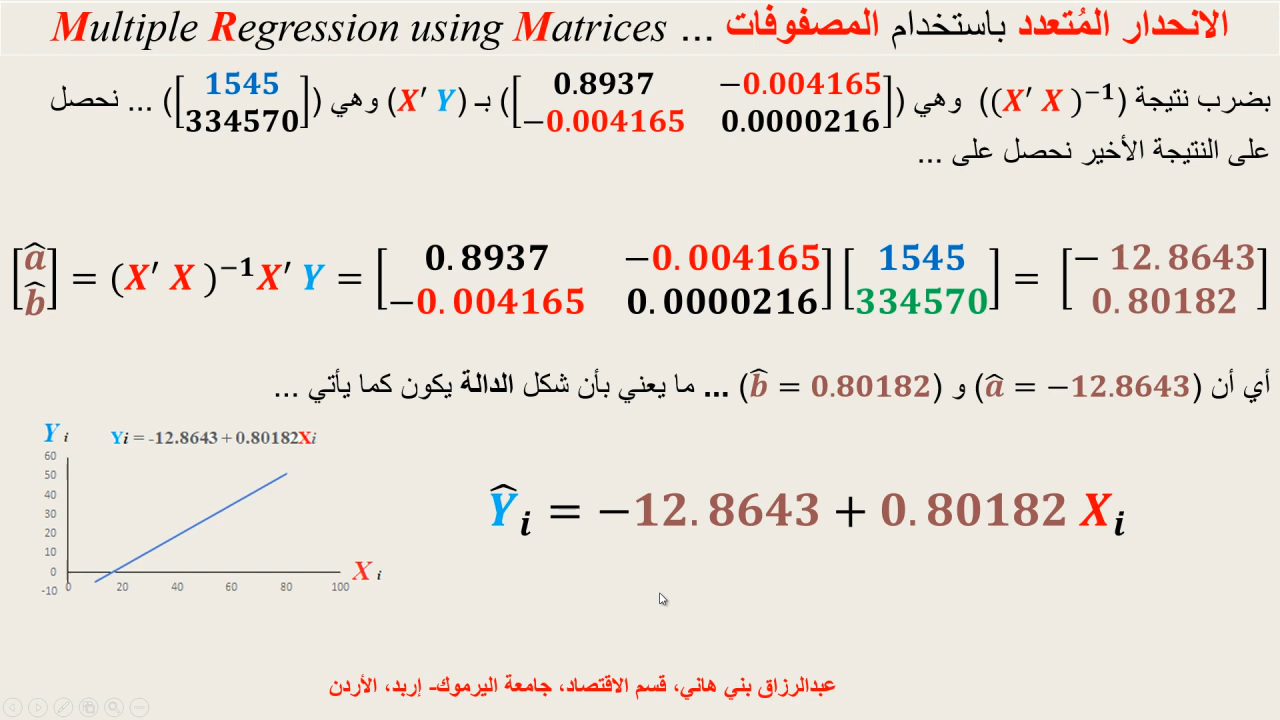 الانحدار المُتعدد باستخدام المصفوفات ... Multiple Regression using Matrices
بضرب نتيجة ((X′ X )⁻¹) وهي ([0.8937 −0.004165
−0.004165 0.0000216]) بـ (X′ Y) وهي ([1545
334570]) ... نحصل
على النتيجة الأخير نحصل على ...
[â
b̂] = (X′ X )⁻¹X′ Y = [0.8937 −0.004165
−0.004165 0.0000216] [1545
334570] = [− 12.8643
0.80182]
أي أن (â = −12.8643) و (b̂ = 0.80182) ... ما يعني بأن شكل الدالة يكون كما يأتي ...
Y i
Yi = -12.8643 + 0.80182Xi
60
50
40
30
20
10
0
-10
0 20 40 60 80 100
X i
Ŷi = −12.8643 + 0.80182 Xi
عبدالرزاق بني هاني، قسم الاقتصاد، جامعة اليرموك- إربد، الأردن